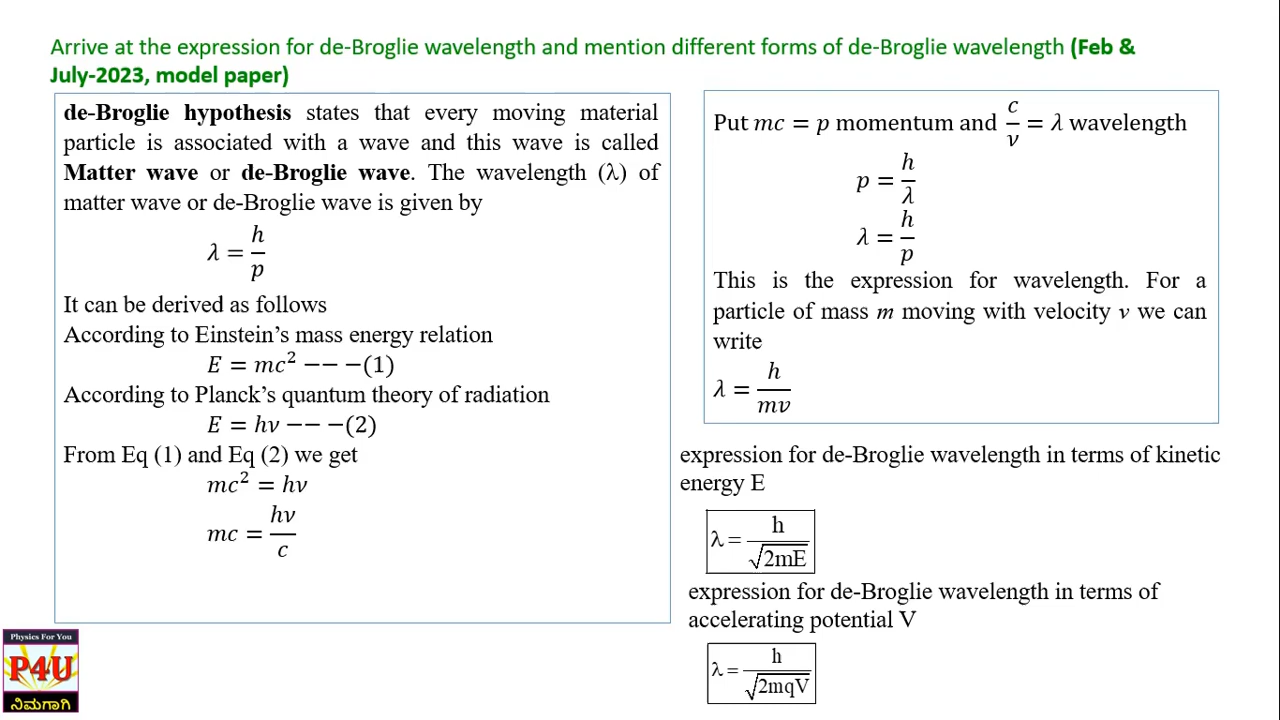 Arrive at the expression for de-Broglie wavelength and mention different forms of de-Broglie wavelength (Feb &
July-2023, model paper)
de-Broglie hypothesis states that every moving material
particle is associated with a wave and this wave is called
Matter wave or de-Broglie wave. The wavelength (λ) of
matter wave or de-Broglie wave is given by
λ = h/p
It can be derived as follows
According to Einstein's mass energy relation
E = mc² −− −(1)
According to Planck's quantum theory of radiation
E = hν −− −(2)
From Eq (1) and Eq (2) we get
mc² = hν
mc = hν/c
Put mc = p momentum and c/ν = λ wavelength
p = h/λ
λ = h/p
This is the expression for wavelength. For a
particle of mass m moving with velocity v we can
write
λ = h/mv
expression for de-Broglie wavelength in terms of kinetic
energy E
λ = h/√2mE
expression for de-Broglie wavelength in terms of
accelerating potential V
λ = h/√2mqV
Physics For You
P4U
ನಿಮಗಾಗಿ